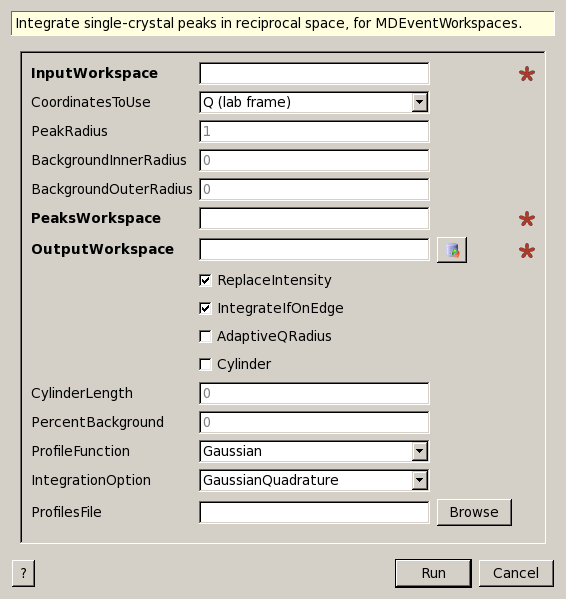 Integrate single-crystal peaks in reciprocal space, for MDEventWorkspaces.
InputWorkspace
CoordinatesToUse Q (lab frame)
PeakRadius 1
BackgroundInnerRadius 0
BackgroundOuterRadius 0
PeaksWorkspace
OutputWorkspace
ReplaceIntensity
IntegrateIfOnEdge
AdaptiveQRadius
Cylinder
CylinderLength 0
PercentBackground 0
ProfileFunction Gaussian
IntegrationOption GaussianQuadrature
ProfilesFile Browse
? Run Cancel